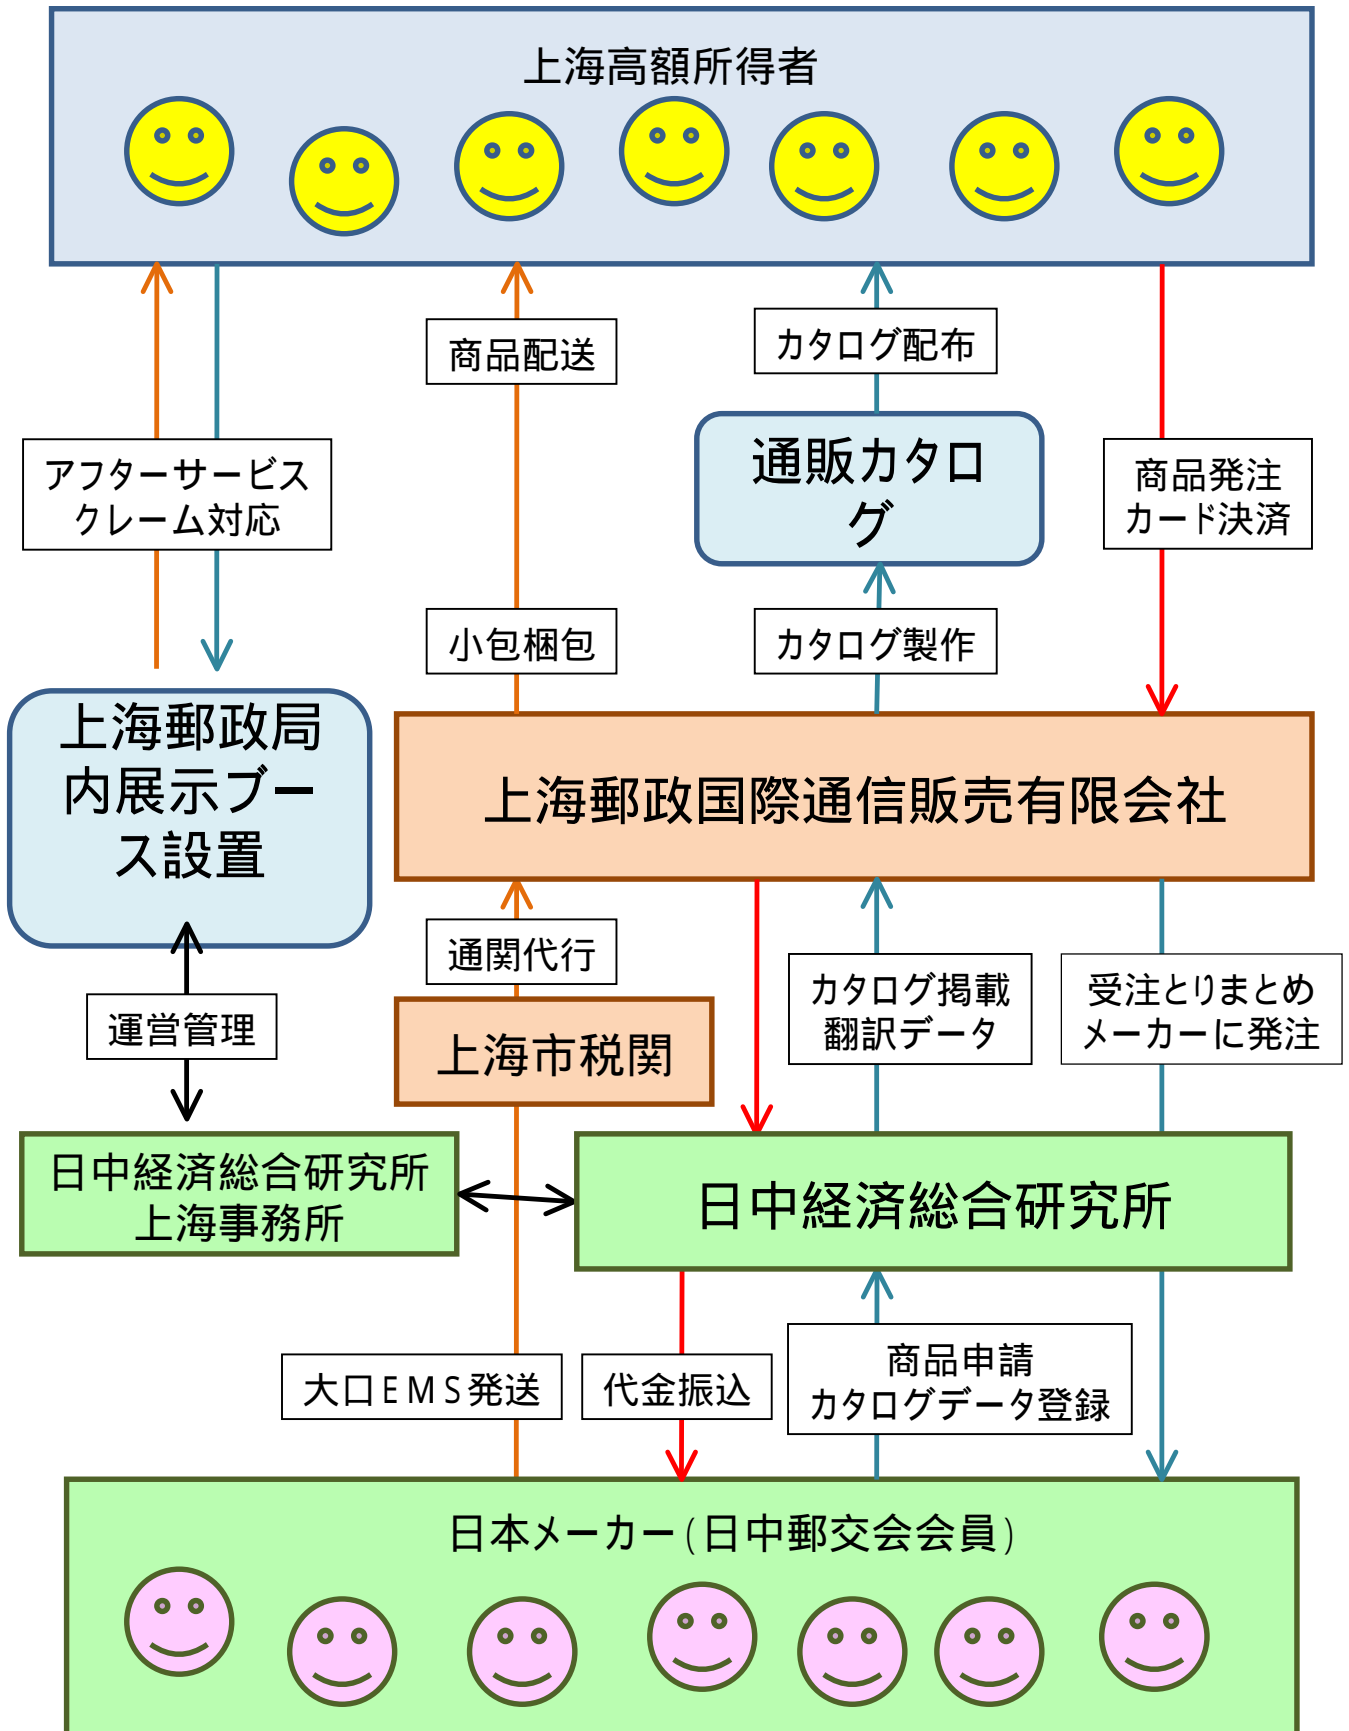 上海高額所得者
商品配送
カタログ配布
アフターサービス
クレーム対応
通販カタロ
グ
商品発注
カード決済
小包梱包
カタログ製作
上海郵政局
内展示ブー
ス設置
上海郵政国際通信販売有限会社
通関代行
カタログ掲載
翻訳データ
受注とりまとめ
メーカーに発注
運営管理
上海市税関
日中経済総合研究所
上海事務所
日中経済総合研究所
大口EMS発送
代金振込
商品申請
カタログデータ登録
日本メーカー(日中郵交会会員)